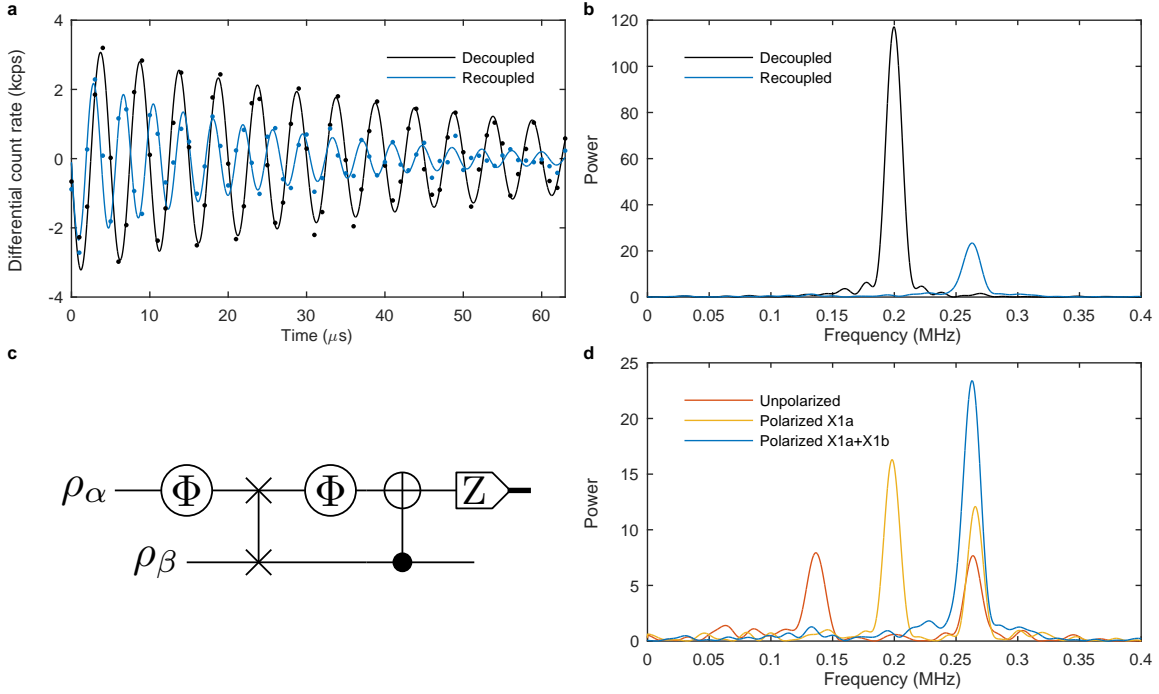 a
Differential count rate (kcps)
4
2
0
-2
-4
Decoupled
Recoupled
0 10 20 30 40 50 60
Time (μs)
b
Power
120
100
80
60
40
20
0
Decoupled
Recoupled
0 0.05 0.1 0.15 0.2 0.25 0.3 0.35 0.4
Frequency (MHz)
c
ρα Φ Φ Z
ρβ
d
Power
25
20
15
10
5
0
Unpolarized
Polarized X1a
Polarized X1a+X1b
0 0.05 0.1 0.15 0.2 0.25 0.3 0.35 0.4
Frequency (MHz)